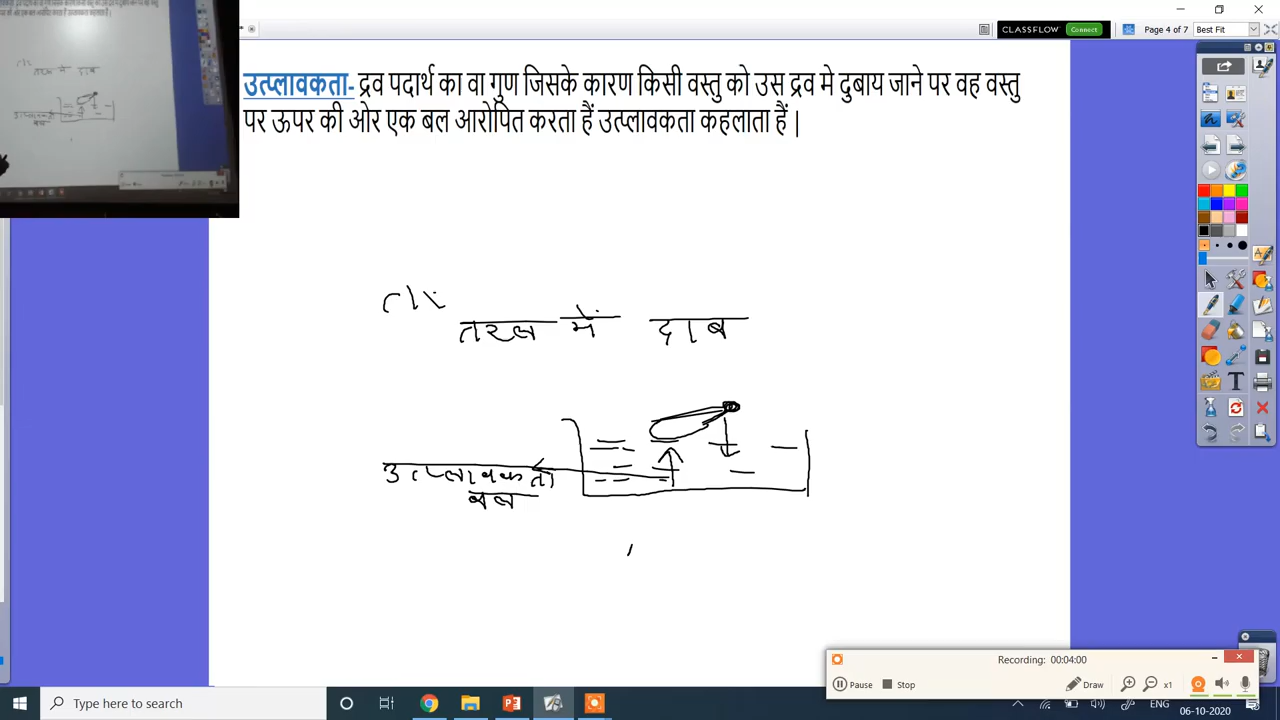 CLASSFLOW Connect Page 4 of 7 Best Fit
उत्प्लावकता- द्रव पदार्थ का वा गुण जिसके कारण किसी वस्तु को उस द्रव मे दुबाय जाने पर वह वस्तु
पर ऊपर की ओर एक बल आरोपित करता हैं उत्प्लावकता कहलाता हैं |
तरल में दाब
उत्प्लावकता
बल
Recording: 00:04:00
Pause Stop Draw x1
Type here to search
ENG
06-10-2020